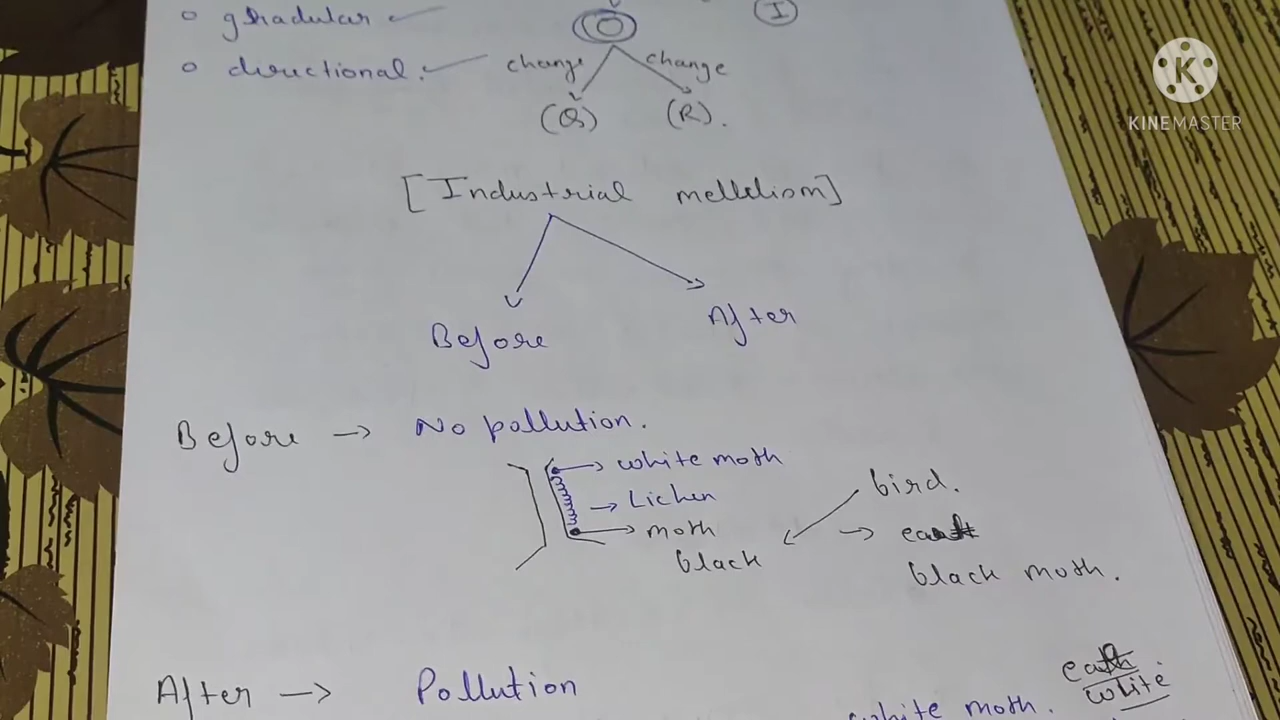 o gradular
I
o directional.
change change
(Q) (R).
[Industrial mellelism]
Before After
Before → No pollution.
→ white moth
→ Lichen
bird.
→ moth
black
→ eat
black moth.
After → Pollution
eat
white
white moth.
KINEMASTER